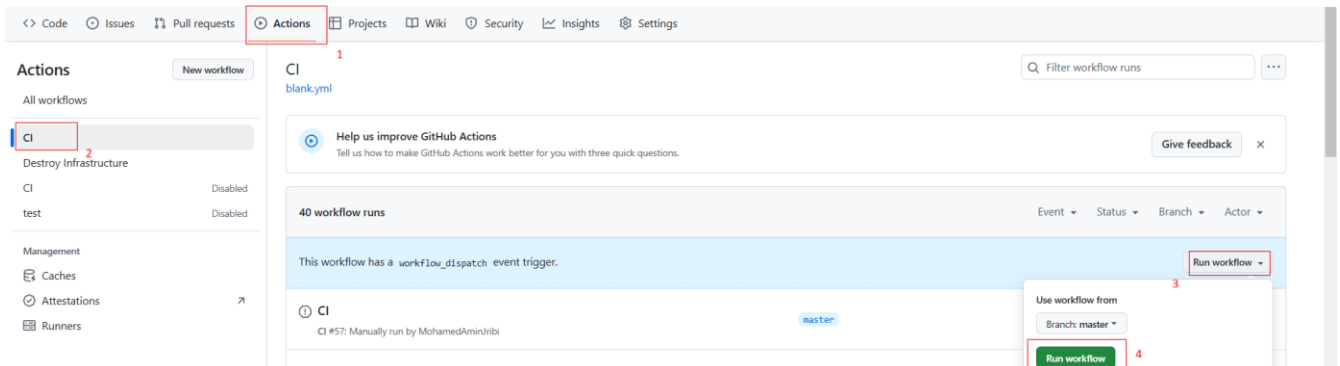 Code Issues Pull requests Actions Projects Wiki Security Insights Settings
1
Actions
New workflow
All workflows
CI
2
Destroy Infrastructure
CI Disabled
test Disabled
Management
Caches
Attestations
Runners
CI
blank.yml
Filter workflow runs
Help us improve GitHub Actions
Tell us how to make GitHub Actions work better for you with three quick questions.
Give feedback
40 workflow runs
Event Status Branch Actor
This workflow has a workflow_dispatch event trigger.
Run workflow
3
CI
CI #57: Manually run by MohamedAminJribi
master
Use workflow from
Branch: master
Run workflow
4